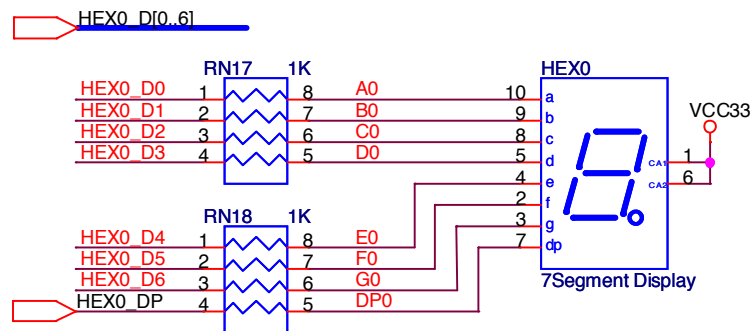 HEX0_D[0..6]
RN17 1K HEX0
HEX0_D0 1 8 A0 10 a VCC33
HEX0_D1 2 7 B0 9 b
HEX0_D2 3 6 C0 8 c
HEX0_D3 4 5 D0 5 d CA1 1
4 e CA2 6
RN18 1K 2 f
3 g
HEX0_D4 1 8 E0 7 dp
HEX0_D5 2 7 F0
HEX0_D6 3 6 G0 7Segment Display
HEX0_DP 4 5 DP0